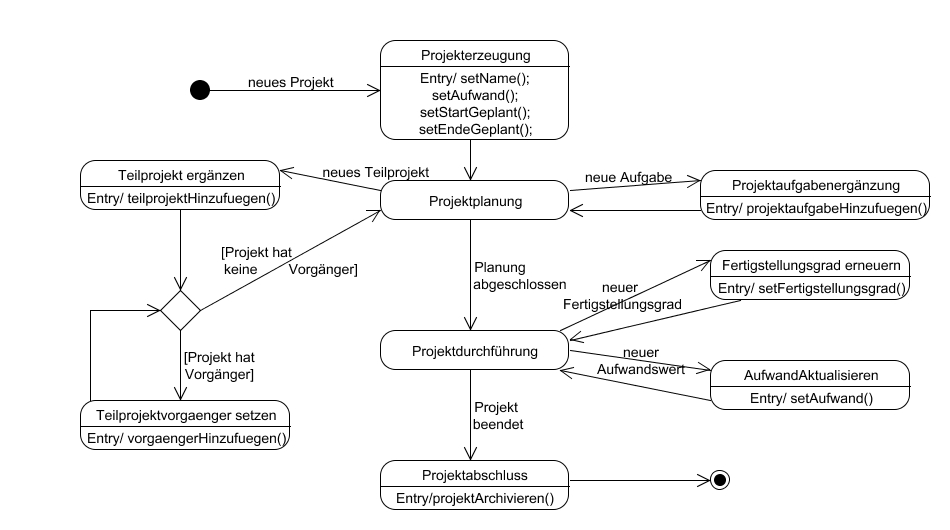 Projekterzeugung
Entry/ setName();
setAufwand();
setStartGeplant();
setEndeGeplant();
neues Projekt
Teilprojekt ergänzen
Entry/ teilprojektHinzufuegen()
neues Teilprojekt
Projektplanung
neue Aufgabe
Projektaufgabenergänzung
Entry/ projektaufgabeHinzufuegen()
[Projekt hat
keine Vorgänger]
Planung
abgeschlossen
neuer
Fertigstellungsgrad
Fertigstellungsgrad erneuern
Entry/ setFertigstellungsgrad()
[Projekt hat
Vorgänger]
Projektdurchführung
neuer
Aufwandswert
AufwandAktualisieren
Entry/ setAufwand()
Teilprojektvorgaenger setzen
Entry/ vorgaengerHinzufuegen()
Projekt
beendet
Projektabschluss
Entry/projektArchivieren()